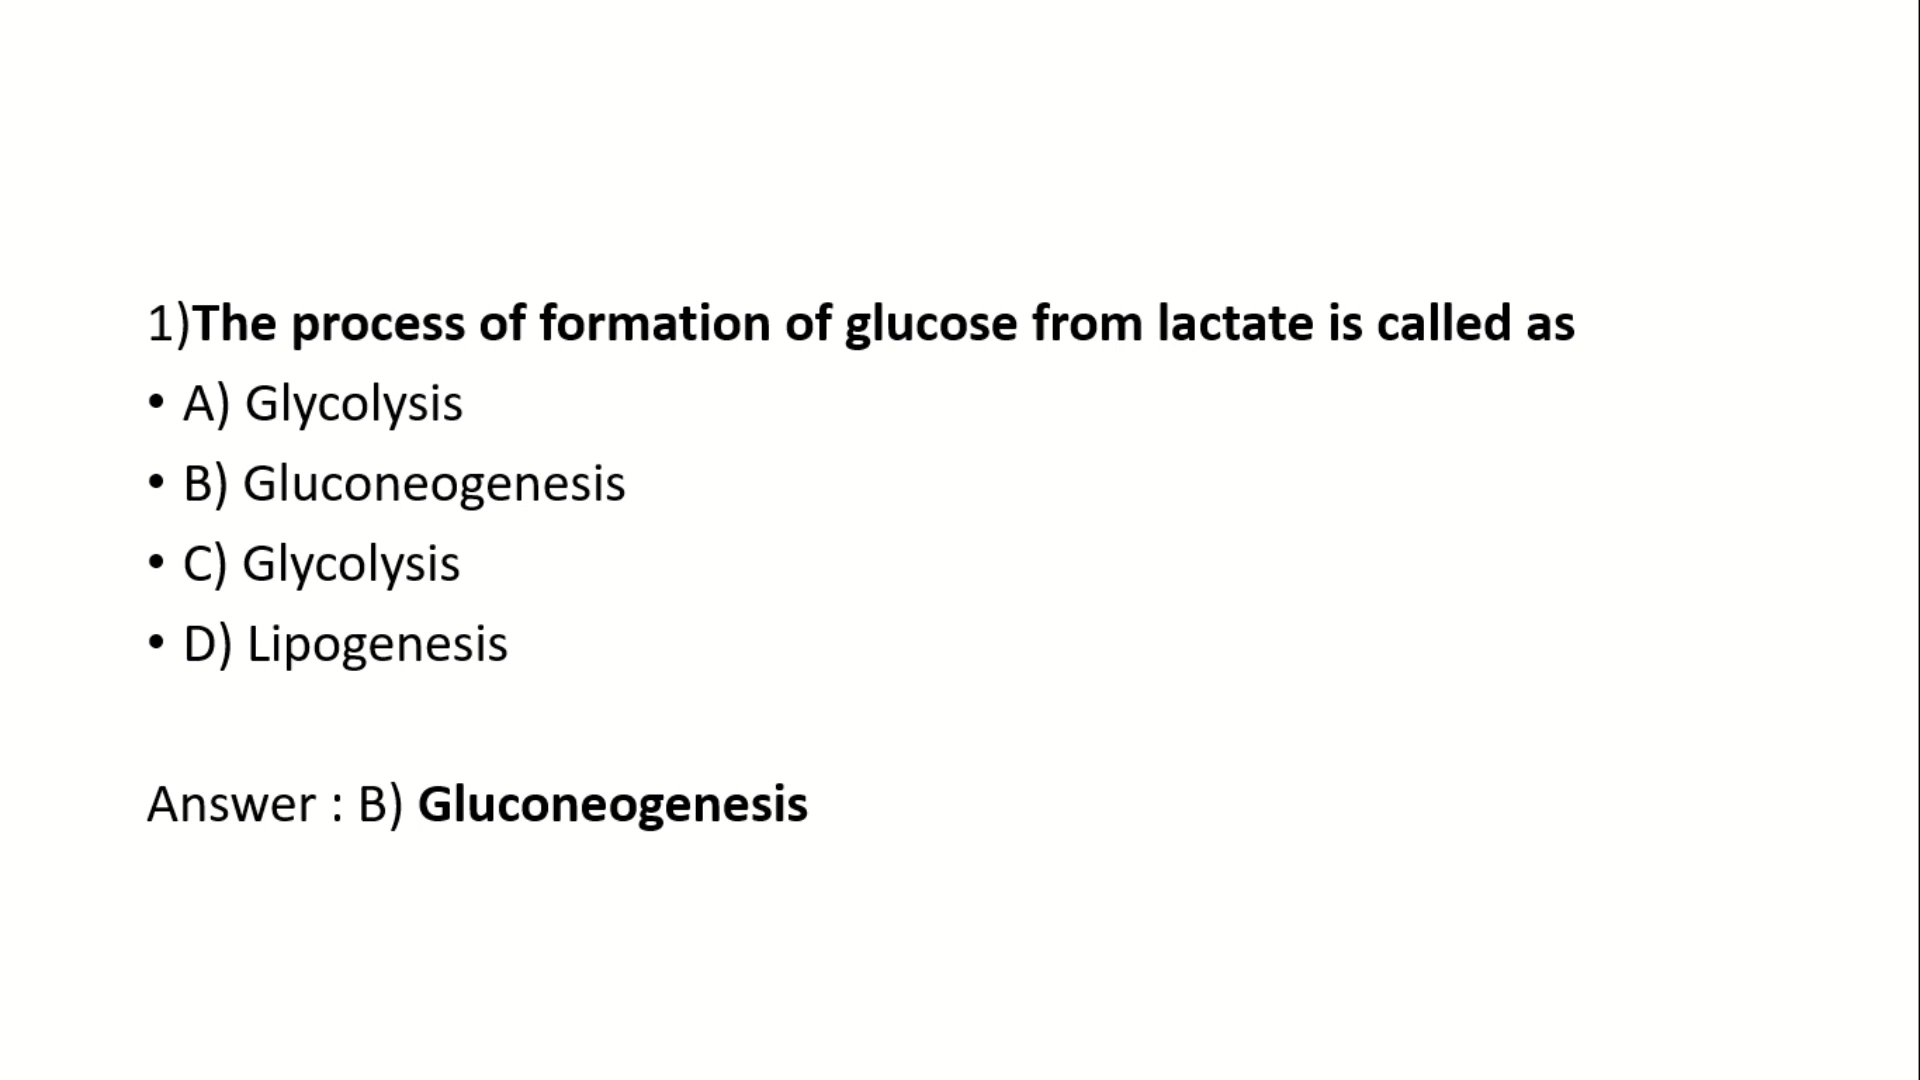 1)The process of formation of glucose from lactate is called as
• A) Glycolysis
• B) Gluconeogenesis
• C) Glycolysis
• D) Lipogenesis
Answer : B) Gluconeogenesis